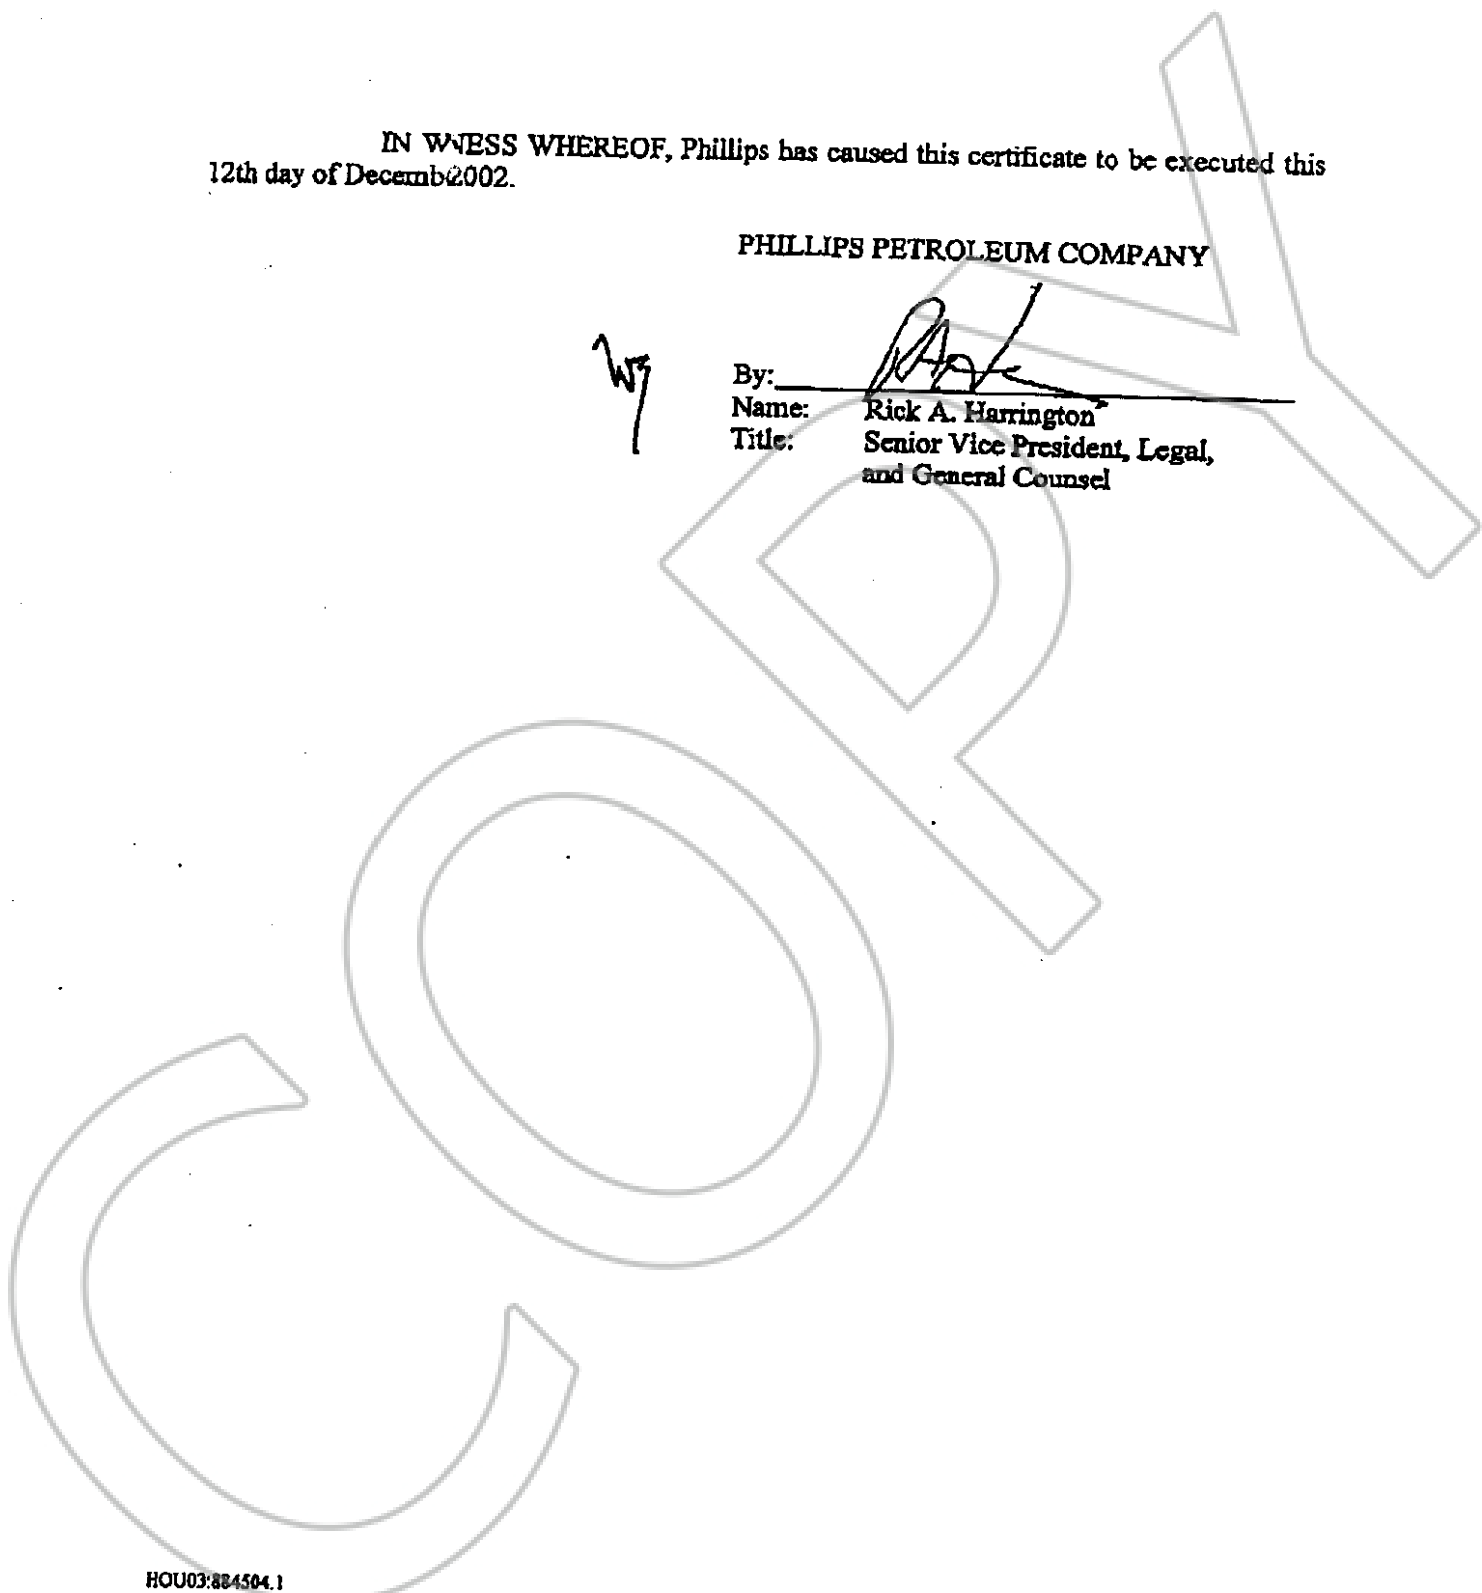 IN WNESS WHEREOF, Phillips has caused this certificate to be executed this
12th day of Decemb2002.
PHILLIPS PETROLEUM COMPANY
By:
Name: Rick A. Harrington
Title: Senior Vice President, Legal,
and General Counsel
COPY
HOU03:884504.1